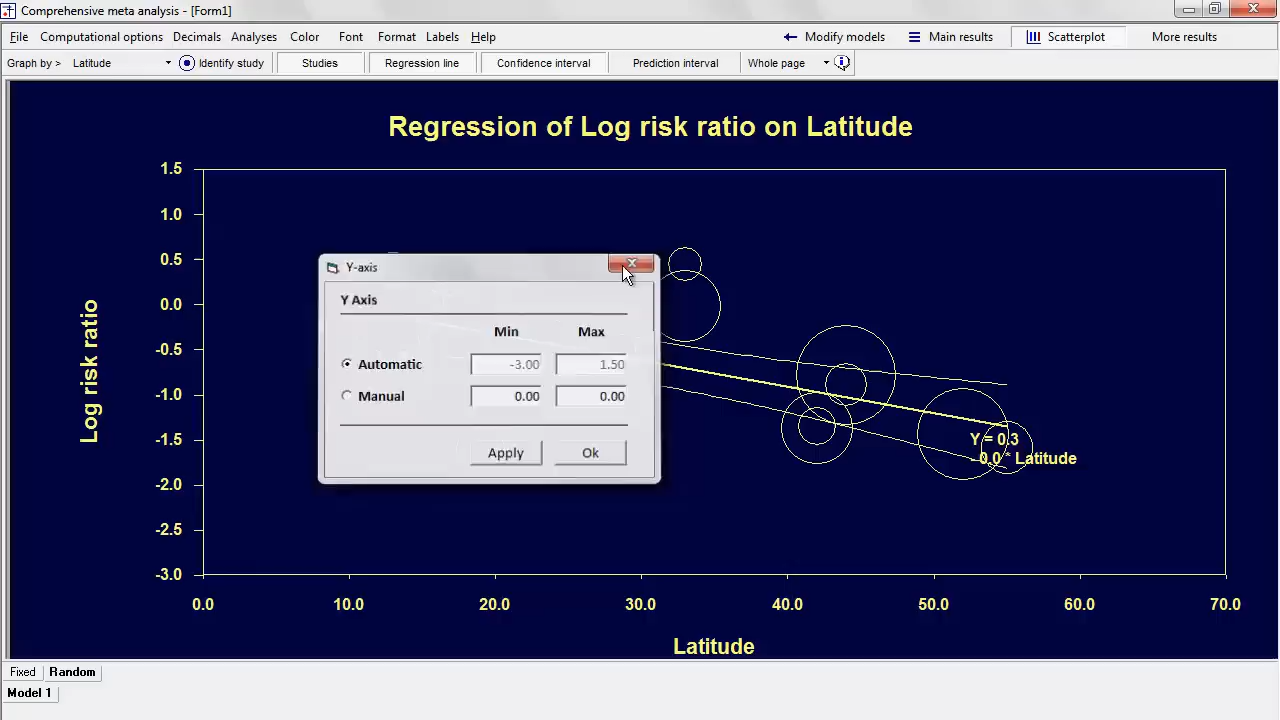 Comprehensive meta analysis - [Form1]
File Computational options Decimals Analyses Color Font Format Labels Help Modify models Main results Scatterplot More results
Graph by > Latitude Identify study Studies Regression line Confidence interval Prediction interval Whole page
Regression of Log risk ratio on Latitude
1.5
1.0
0.5
0.0
-0.5
-1.0
-1.5
-2.0
-2.5
-3.0
Log risk ratio
Y-axis
Y Axis
Min Max
Automatic -3.00 1.50
Manual 0.00 0.00
Apply Ok
Y = 0.3
- 0.0 * Latitude
0.0 10.0 20.0 30.0 40.0 50.0 60.0 70.0
Latitude
Fixed Random
Model 1